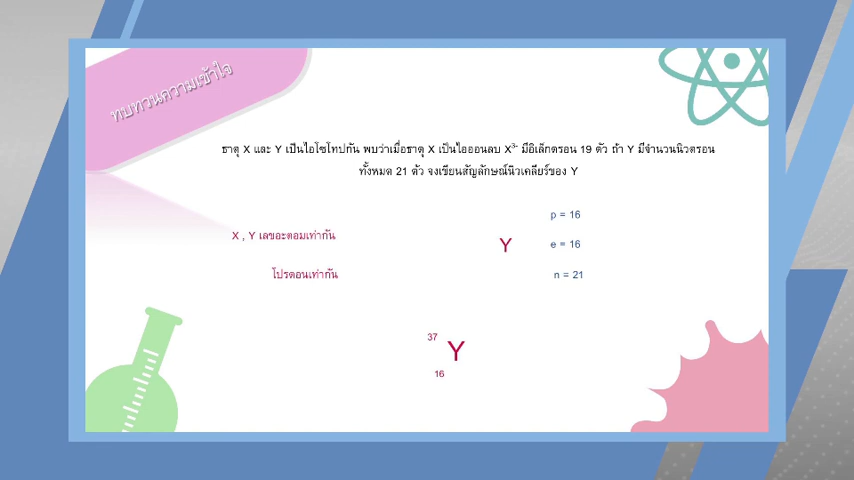 ทบทวนความเข้าใจ
ธาตุ X และ Y เป็นไอโซโทปกัน พบว่าเมื่อธาตุ X เป็นไอออนลบ X³⁻ มีอิเล็กตรอน 19 ตัว ถ้า Y มีจำนวนนิวตรอน
ทั้งหมด 21 ตัว จงเขียนสัญลักษณ์นิวเคลียร์ของ Y
p = 16
X , Y เลขอะตอมเท่ากัน
Y
e = 16
โปรตอนเท่ากัน
n = 21
37
Y
16